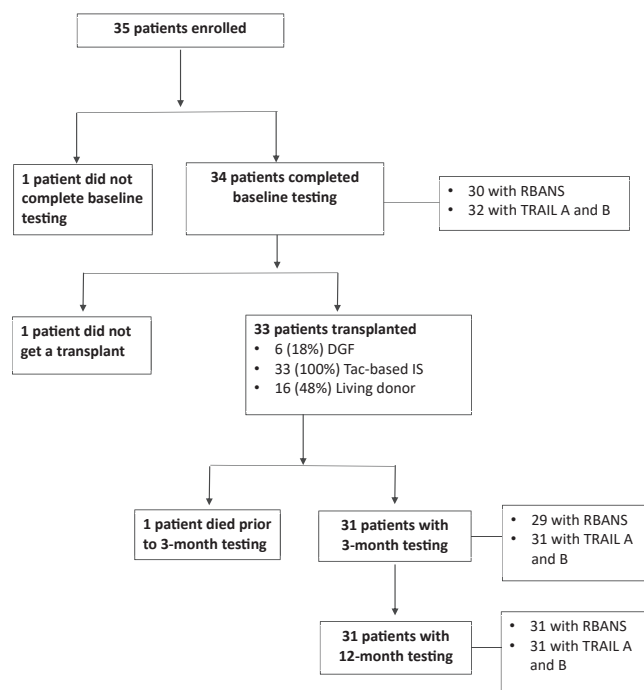 35 patients enrolled
1 patient did not
complete baseline
testing
34 patients completed
baseline testing
• 30 with RBANS
• 32 with TRAIL A and B
1 patient did not
get a transplant
33 patients transplanted
• 6 (18%) DGF
• 33 (100%) Tac-based IS
• 16 (48%) Living donor
1 patient died prior
to 3-month testing
31 patients with
3-month testing
• 29 with RBANS
• 31 with TRAIL A
and B
31 patients with
12-month testing
• 31 with RBANS
• 31 with TRAIL A
and B